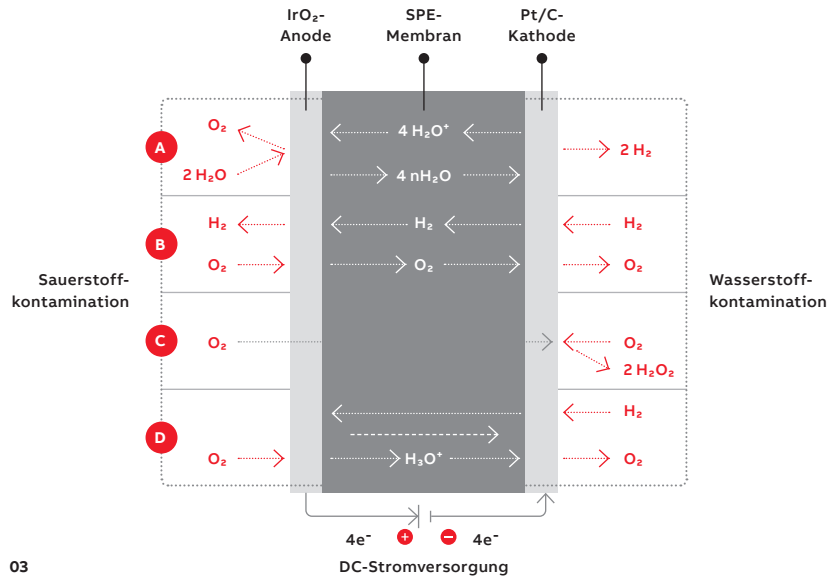 IrO₂-
Anode
SPE-
Membran
Pt/C-
Kathode
A
O₂
2 H₂O
4 H₂O⁺
4 nH₂O
2 H₂
B
H₂
H₂
H₂
O₂
O₂
O₂
Sauerstoff-
kontamination
Wasserstoff-
kontamination
C
O₂
O₂
2 H₂O₂
D
H₂
O₂
H₃O⁺
O₂
4e⁻
+
−
4e⁻
03
DC-Stromversorgung